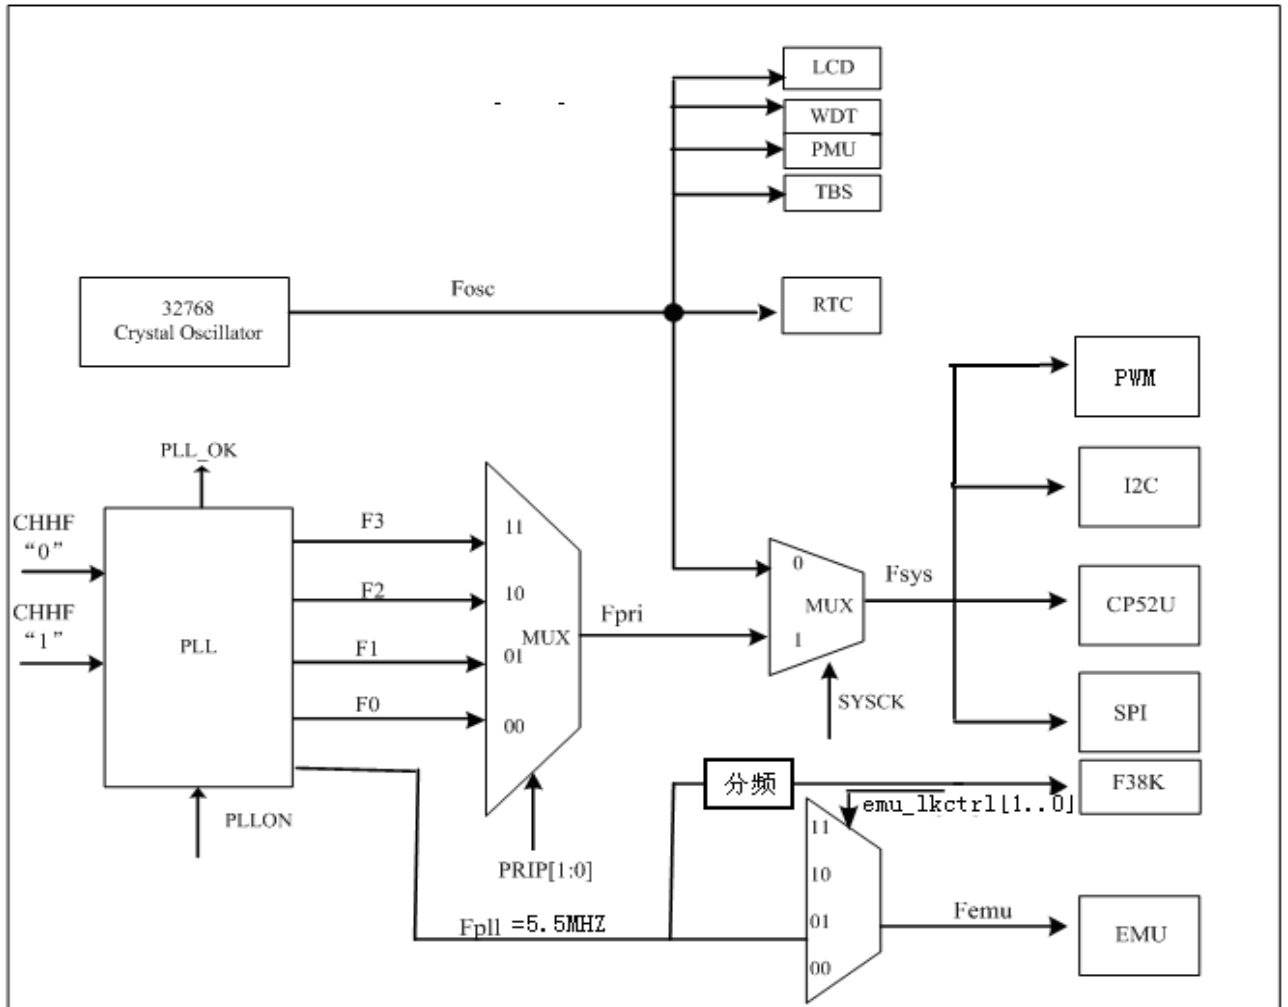 LCD
WDT
PMU
TBS
32768
Crystal Oscillator
Fosc
RTC
PWM
PLL_OK
I2C
CHHF
“0”
F3
11
0
Fsys
F2
10
MUX
CP52U
CHHF
“1”
PLL
F1
01
MUX
Fpri
1
F0
00
SYSCK
SPI
分频
F38K
PLLON
emu_lkctrl[1..0]
11
PRIP[1:0]
10
Fpll =5.5MHZ
01
Femu
EMU
00